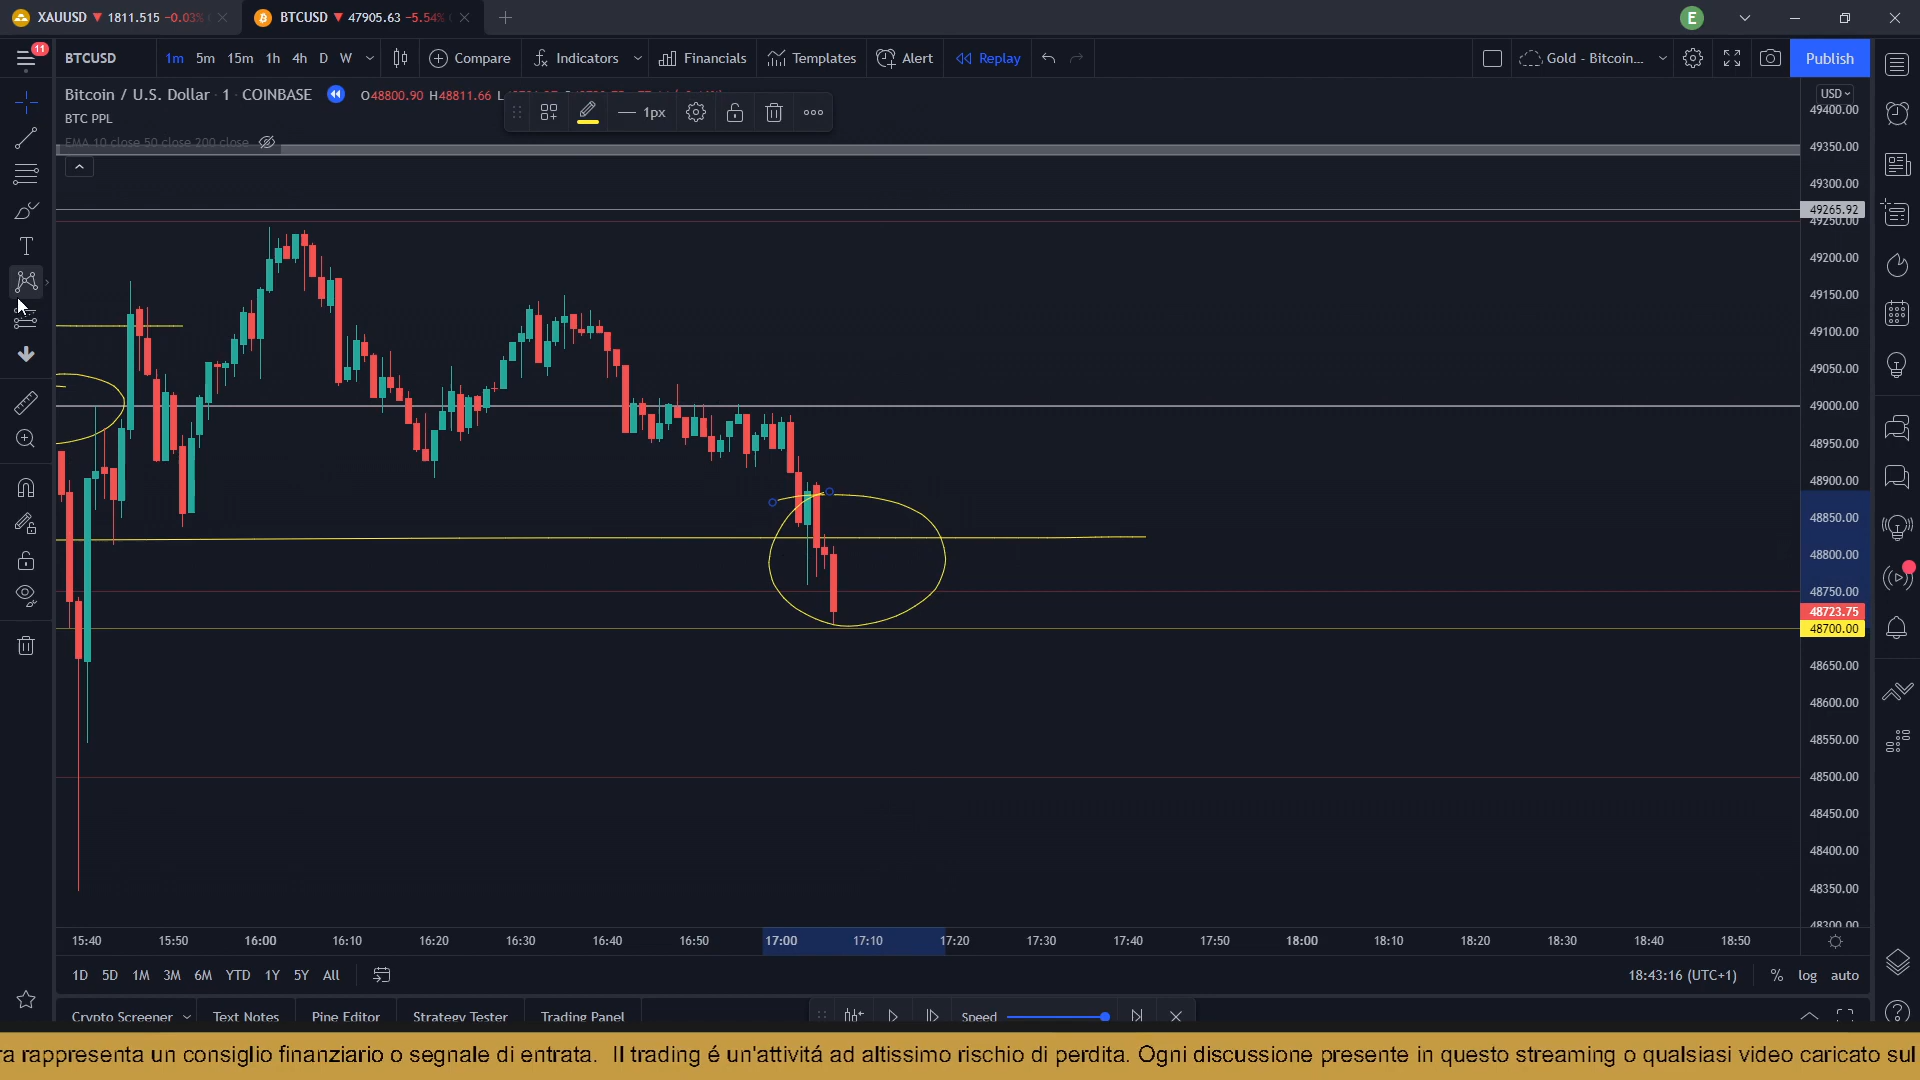 XAUUSD ▼ 1811.515 -0.03%
BTCUSD ▼ 47905.63 -5.54%
E
11
BTCUSD 1m 5m 15m 1h 4h D W Compare Indicators Financials Templates Alert Replay Gold - Bitcoin... Publish
Bitcoin / U.S. Dollar · 1 · COINBASE O48800.90 H48811.66 L
1px
BTC PPL
EMA 10 close 50 close 200 close
USD
49400.00
49350.00
49300.00
49265.92
49250.00
49200.00
49150.00
49100.00
49050.00
49000.00
48950.00
48900.00
48850.00
48800.00
48750.00
48723.75
48700.00
48650.00
48600.00
48550.00
48500.00
48450.00
48400.00
48350.00
48300.00
15:40 15:50 16:00 16:10 16:20 16:30 16:40 16:50 17:00 17:10 17:20 17:30 17:40 17:50 18:00 18:10 18:20 18:30 18:40 18:50
1D 5D 1M 3M 6M YTD 1Y 5Y All 18:43:16 (UTC+1) % log auto
Crypto Screener Text Notes Pine Editor Strategy Tester Trading Panel Speed
ra rappresenta un consiglio finanziario o segnale di entrata. Il trading é un'attivitá ad altissimo rischio di perdita. Ogni discussione presente in questo streaming o qualsiasi video caricato sul